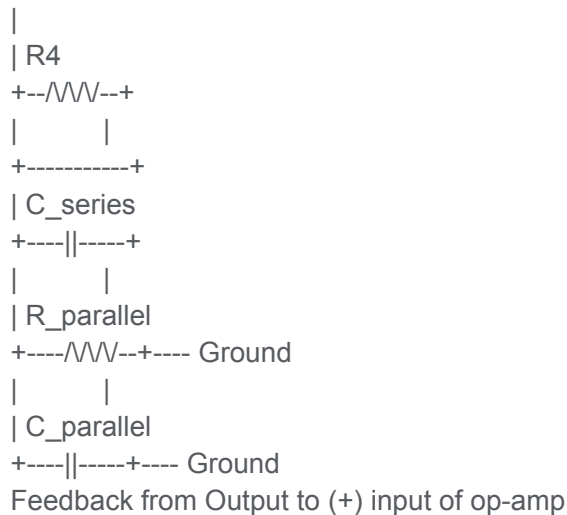 |
| R4
+--/\/\/\/--+
|           |
+-----------+
| C_series
+----||-----+
|           |
| R_parallel
+----/\/\/\/--+---- Ground
|           |
| C_parallel
+----||-----+---- Ground
Feedback from Output to (+) input of op-amp